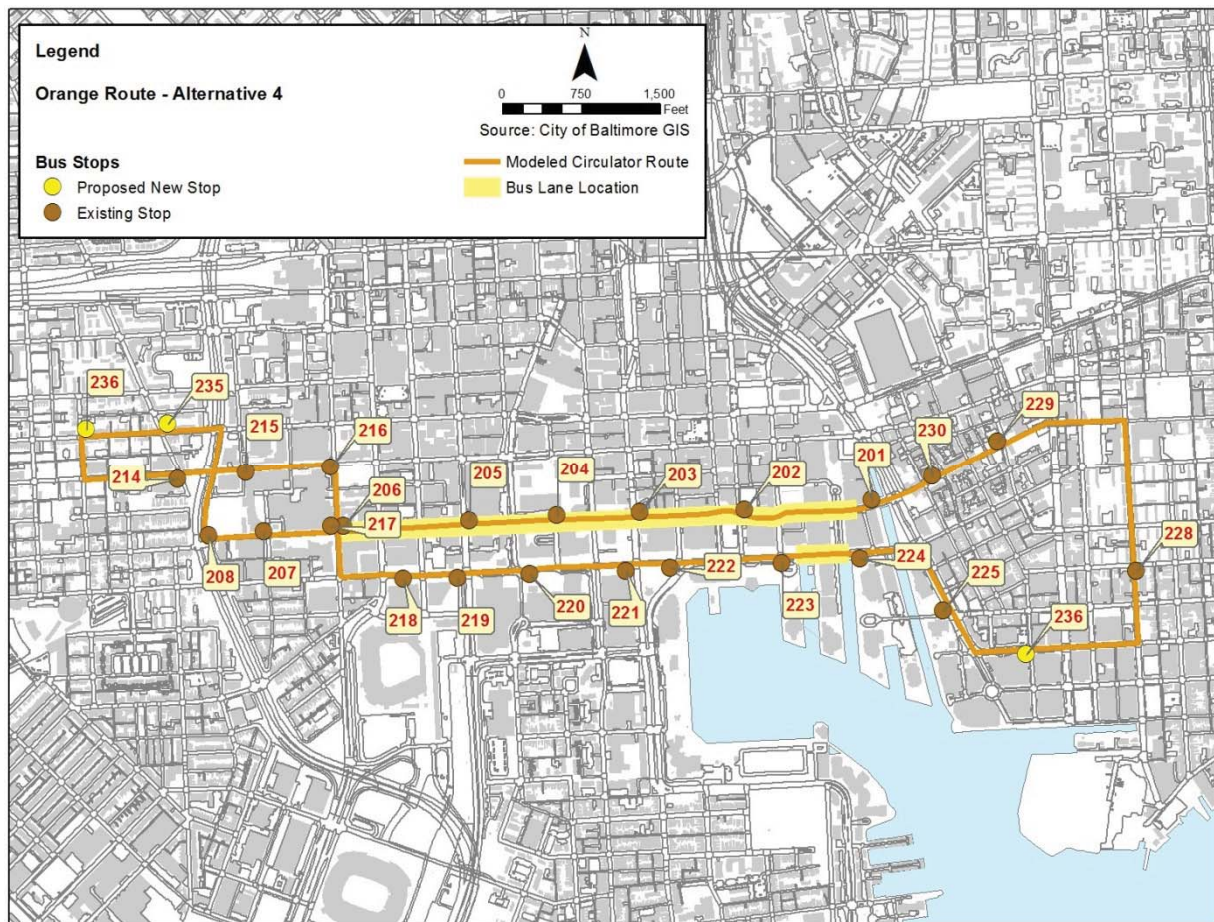 Legend
N
Orange Route - Alternative 4
0 750 1,500
Feet
Source: City of Baltimore GIS
Bus Stops
Modeled Circulator Route
Proposed New Stop
Bus Lane Location
Existing Stop
236
235
215
216
229
230
214
206
205
204
203
202
201
217
208
207
228
222
224
225
218
219
220
221
223
236